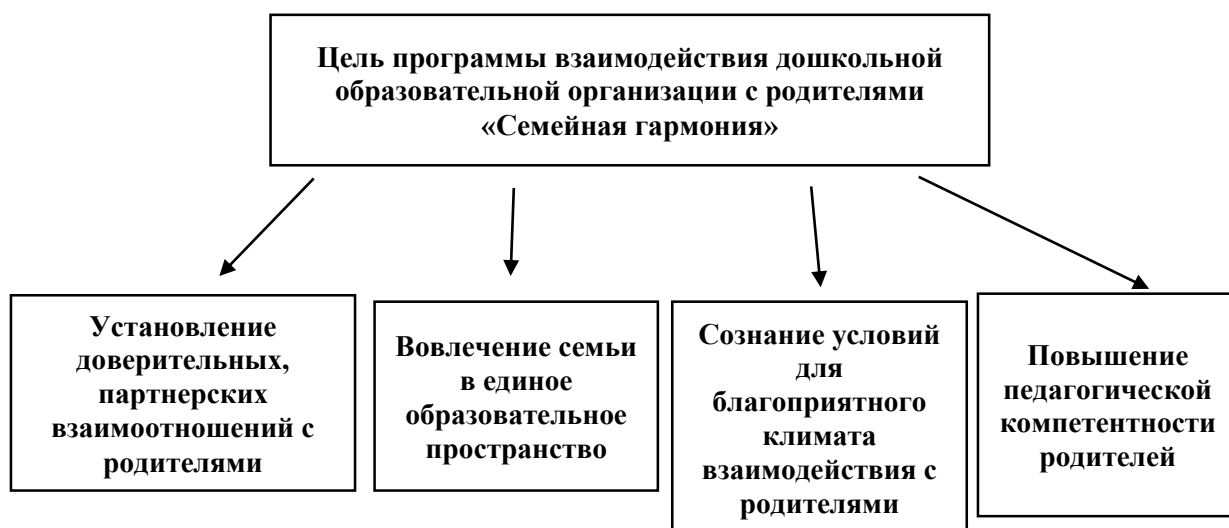 Цель программы взаимодействия дошкольной
образовательной организации с родителями
«Семейная гармония»
Установление
доверительных,
партнерских
взаимоотношений с
родителями
Вовлечение семьи
в единое
образовательное
пространство
Сознание условий
для
благоприятного
климата
взаимодействия с
родителями
Повышение
педагогической
компетентности
родителей